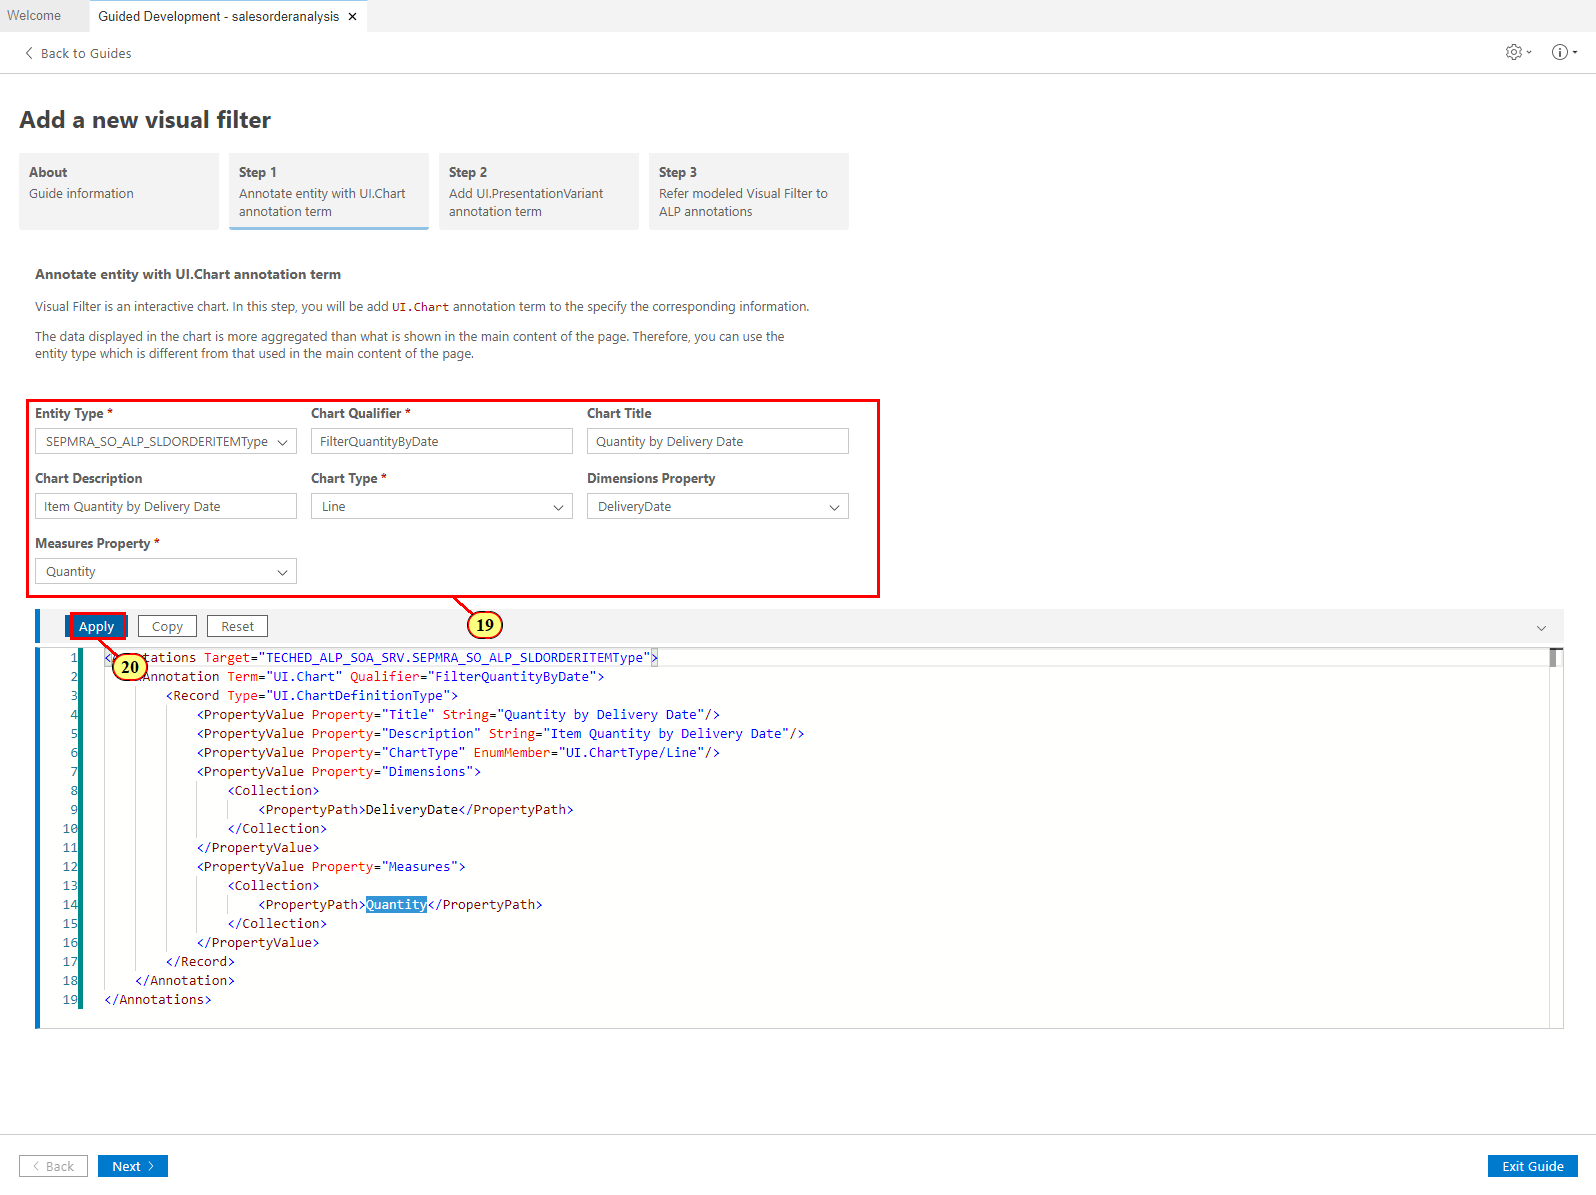 Welcome
Guided Development - salesorderanalysis ×
Back to Guides
Add a new visual filter
About
Guide information
Step 1
Annotate entity with UI.Chart
annotation term
Step 2
Add UI.PresentationVariant
annotation term
Step 3
Refer modeled Visual Filter to
ALP annotations
Annotate entity with UI.Chart annotation term
Visual Filter is an interactive chart. In this step, you will be add UI.Chart annotation term to the specify the corresponding information.
The data displayed in the chart is more aggregated than what is shown in the main content of the page. Therefore, you can use the
entity type which is different from that used in the main content of the page.
Entity Type * Chart Qualifier * Chart Title
SEPMRA_SO_ALP_SLDORDERITEMType FilterQuantityByDate Quantity by Delivery Date
Chart Description Chart Type * Dimensions Property
Item Quantity by Delivery Date Line DeliveryDate
Measures Property *
Quantity
Apply Copy Reset 19
20
1 <tations Target="TECHED_ALP_SOA_SRV.SEPMRA_SO_ALP_SLDORDERITEMType">
2 Annotation Term="UI.Chart" Qualifier="FilterQuantityByDate">
3 <Record Type="UI.ChartDefinitionType">
4 <PropertyValue Property="Title" String="Quantity by Delivery Date"/>
5 <PropertyValue Property="Description" String="Item Quantity by Delivery Date"/>
6 <PropertyValue Property="ChartType" EnumMember="UI.ChartType/Line"/>
7 <PropertyValue Property="Dimensions">
8 <Collection>
9 <PropertyPath>DeliveryDate</PropertyPath>
10 </Collection>
11 </PropertyValue>
12 <PropertyValue Property="Measures">
13 <Collection>
14 <PropertyPath>Quantity</PropertyPath>
15 </Collection>
16 </PropertyValue>
17 </Record>
18 </Annotation>
19 </Annotations>
Back Next Exit Guide